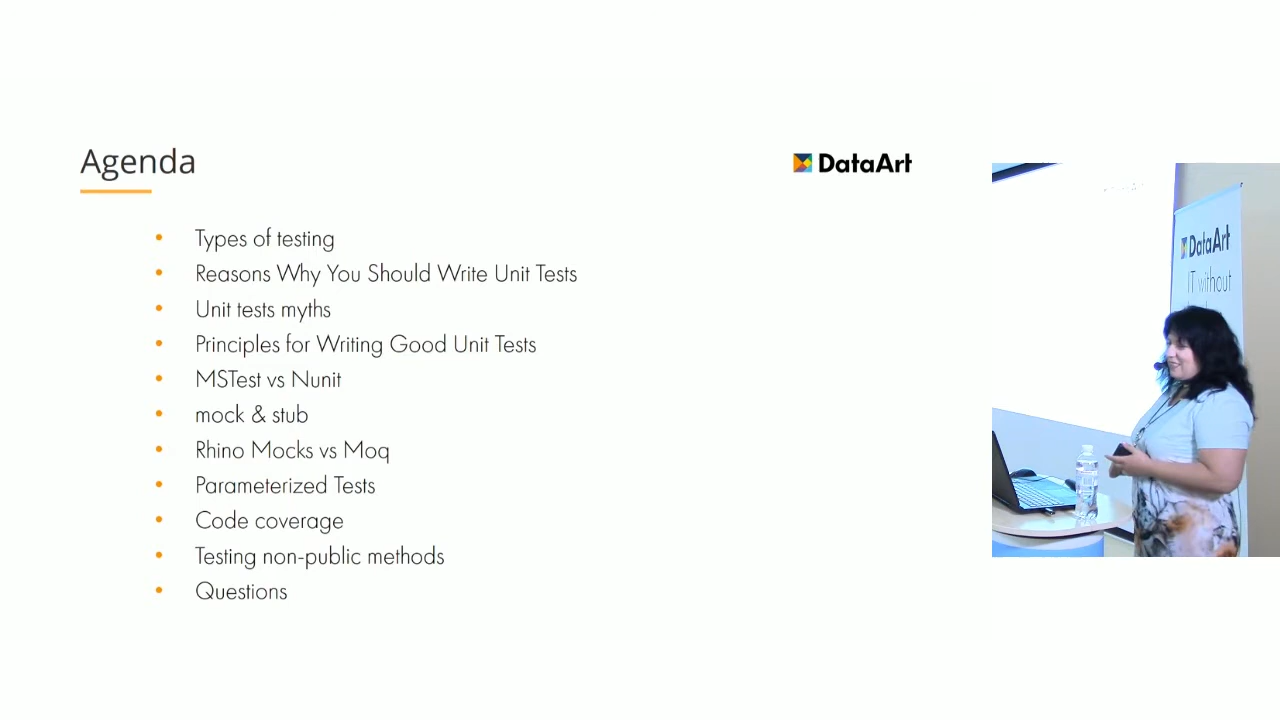 Agenda
DataArt
Types of testing
Reasons Why You Should Write Unit Tests
Unit tests myths
Principles for Writing Good Unit Tests
MSTest vs Nunit
mock & stub
Rhino Mocks vs Moq
Parameterized Tests
Code coverage
Testing non-public methods
Questions
DataArt
IT without